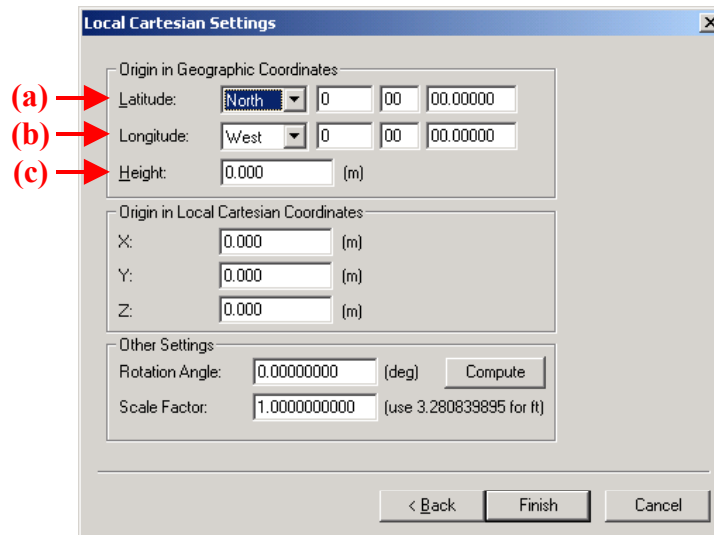 Local Cartesian Settings
Origin in Geographic Coordinates
(a) Latitude: North 0 00 00.00000
(b) Longitude: West 0 00 00.00000
(c) Height: 0.000 (m)
Origin in Local Cartesian Coordinates
X: 0.000 (m)
Y: 0.000 (m)
Z: 0.000 (m)
Other Settings
Rotation Angle: 0.00000000 (deg) Compute
Scale Factor: 1.0000000000 (use 3.280839895 for ft)
< Back Finish Cancel